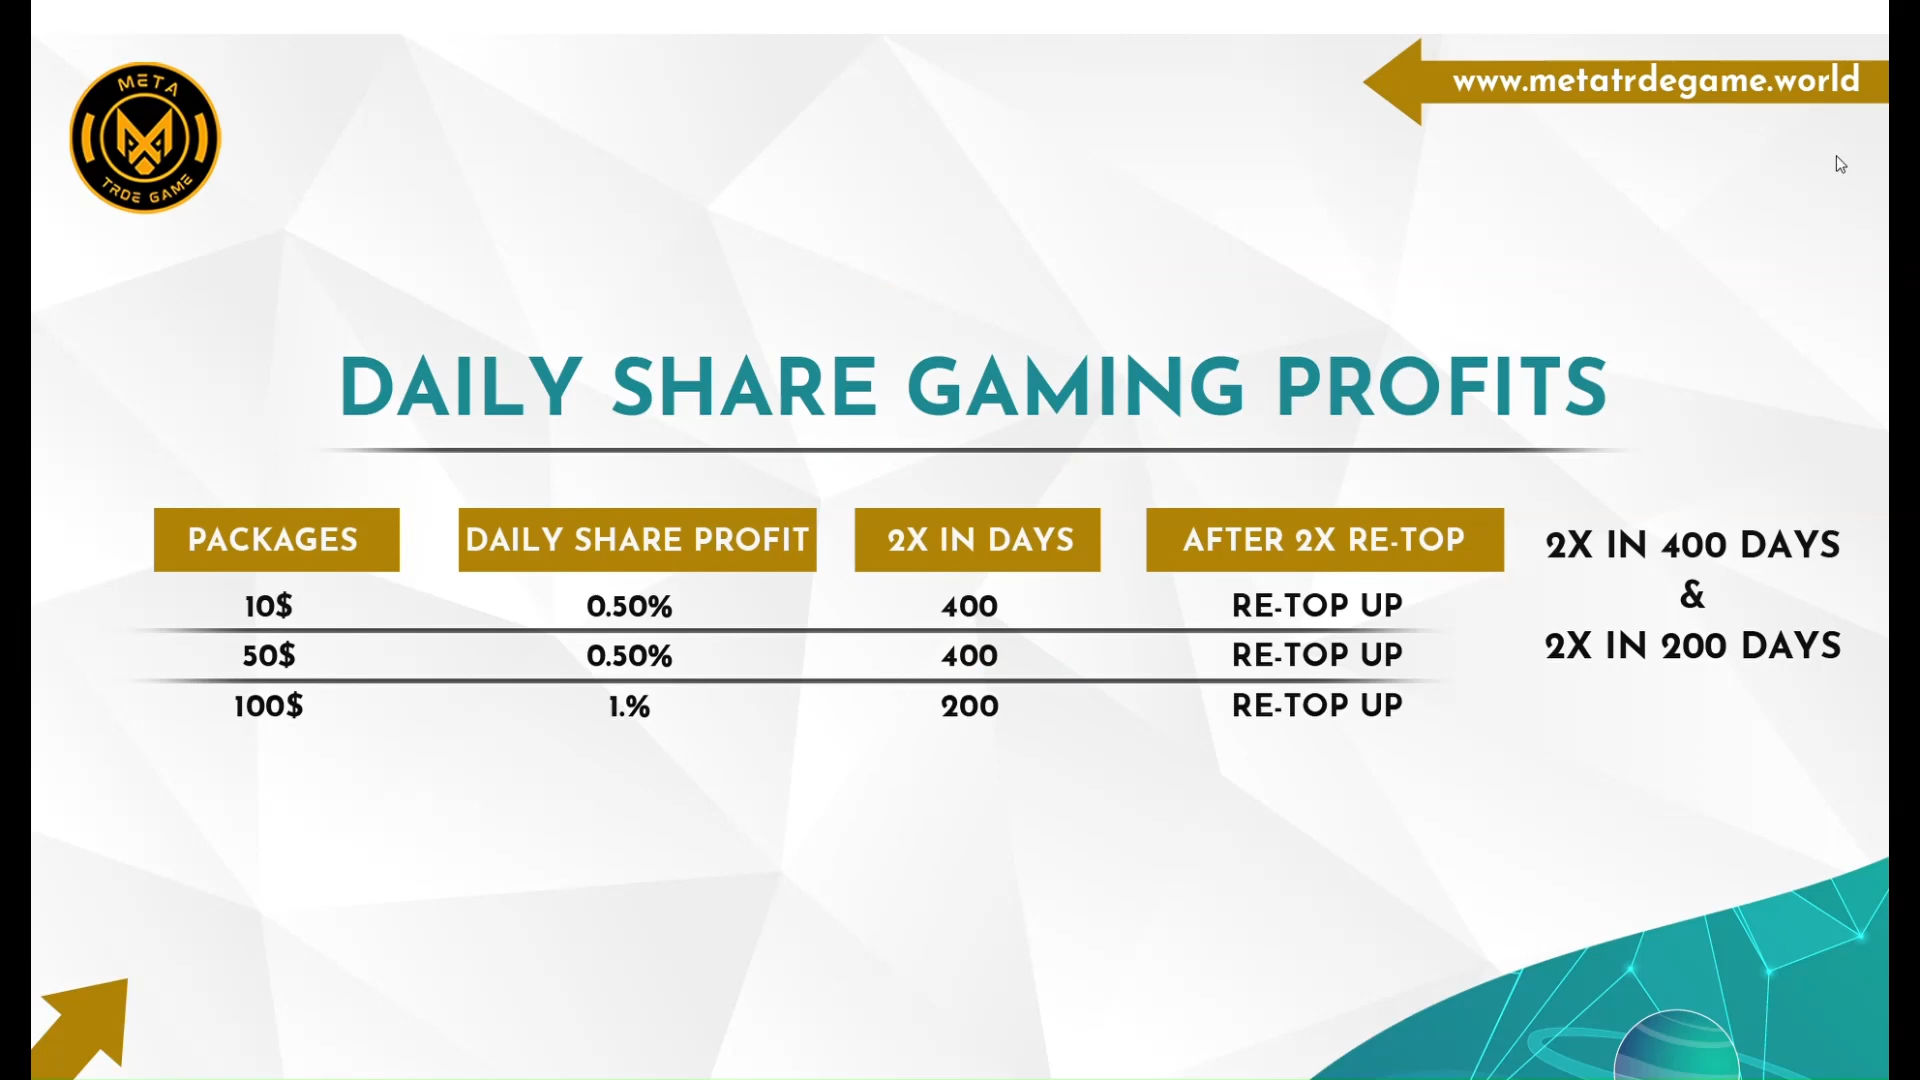 META
TRDE GAME
www.metatrdegame.world
DAILY SHARE GAMING PROFITS
PACKAGES DAILY SHARE PROFIT 2X IN DAYS AFTER 2X RE-TOP
10$ 0.50% 400 RE-TOP UP
50$ 0.50% 400 RE-TOP UP
100$ 1.% 200 RE-TOP UP
2X IN 400 DAYS
&
2X IN 200 DAYS